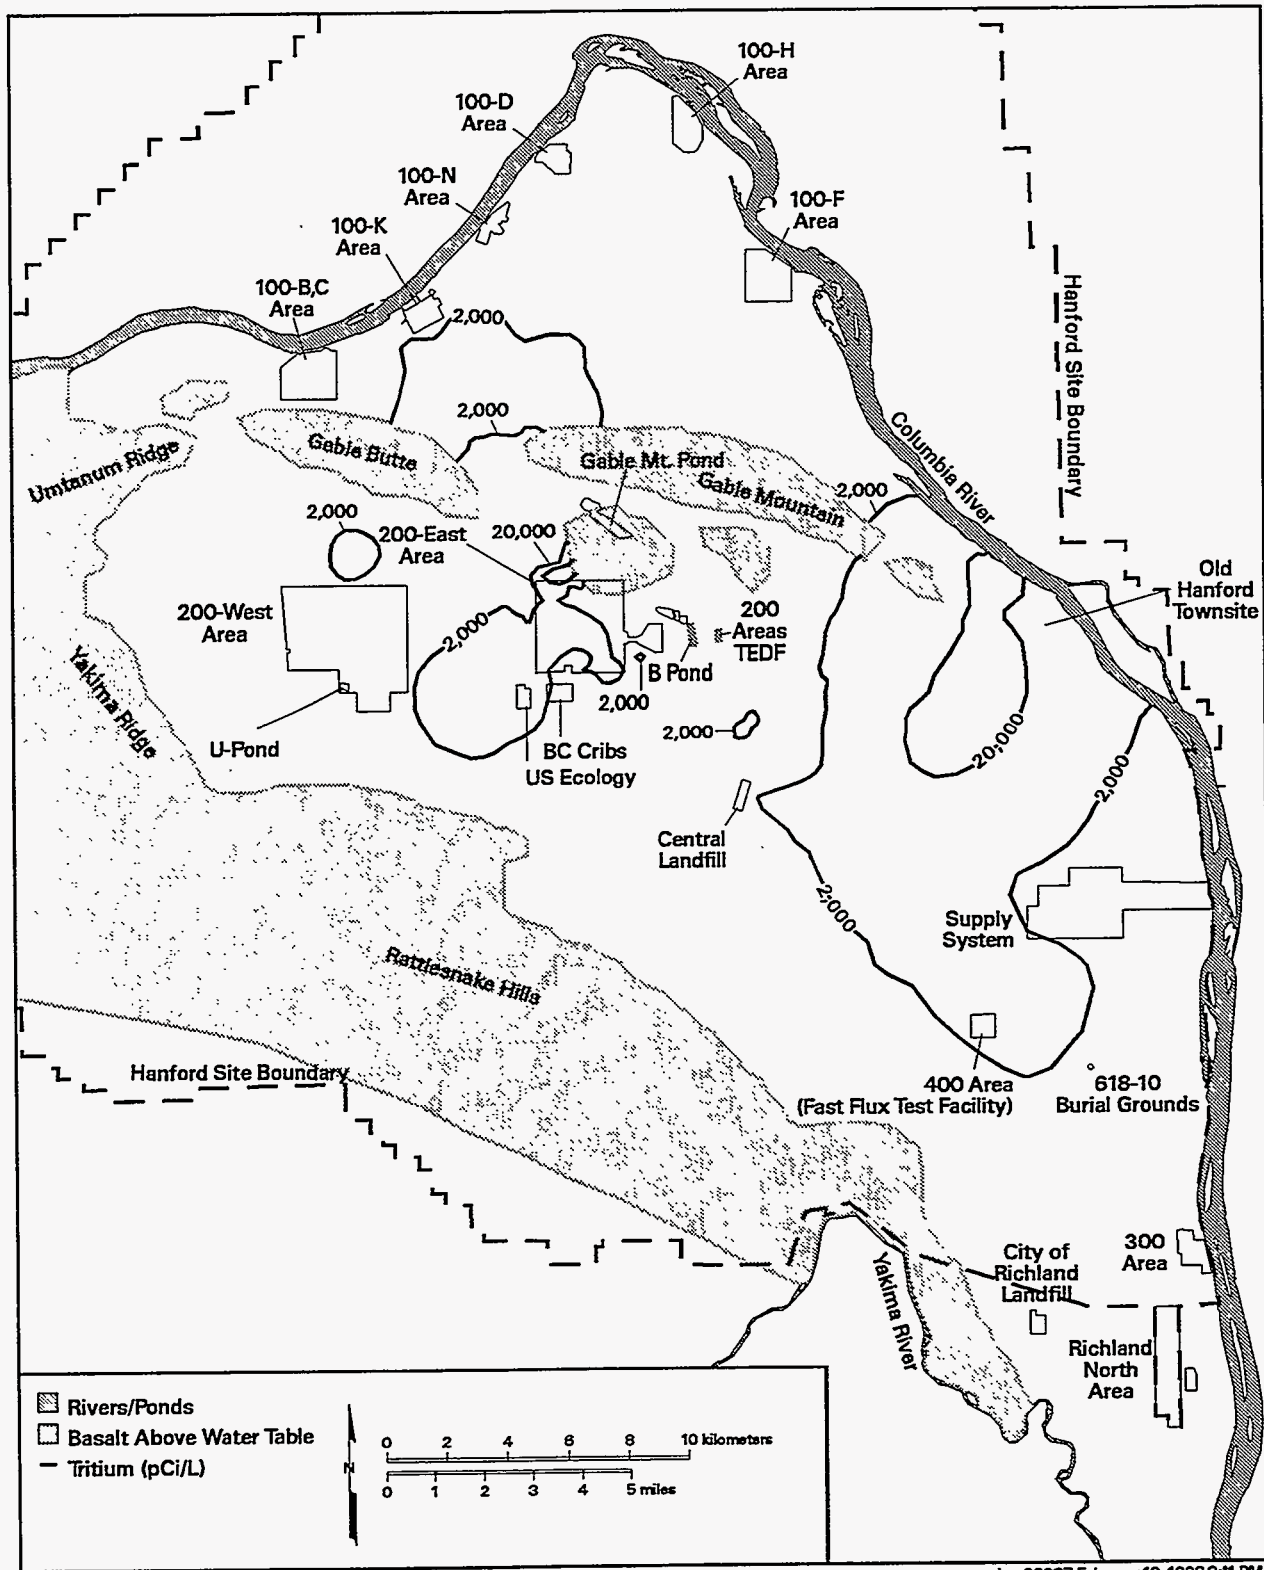 100-H
Area
100-D
Area
100-N
Area
100-F
Area
100-K
Area
100-B,C
Area
2,000
Hanford Site Boundary
2,000
Columbia River
Umtanum Ridge
Gable Butte
Gable Mt. Pond
Gable Mountain
2,000
2,000
200-East
Area
20,000
Old
Hanford
Townsite
200-West
Area
2,000
200
Areas
TEDF
B Pond
Yakima Ridge
2,000
2,000
20,000
U-Pond
BC Cribs
US Ecology
2,000
Central
Landfill
2,000
Supply
System
Rattlesnake Hills
Hanford Site Boundary
400 Area
(Fast Flux Test Facility)
618-10
Burial Grounds
300
Area
City of
Richland
Landfill
Yakima River
Richland
North
Area
Rivers/Ponds
Basalt Above Water Table
Tritium (pCi/L)
N
0 2 4 6 8 10 kilometers
0 1 2 3 4 5 miles